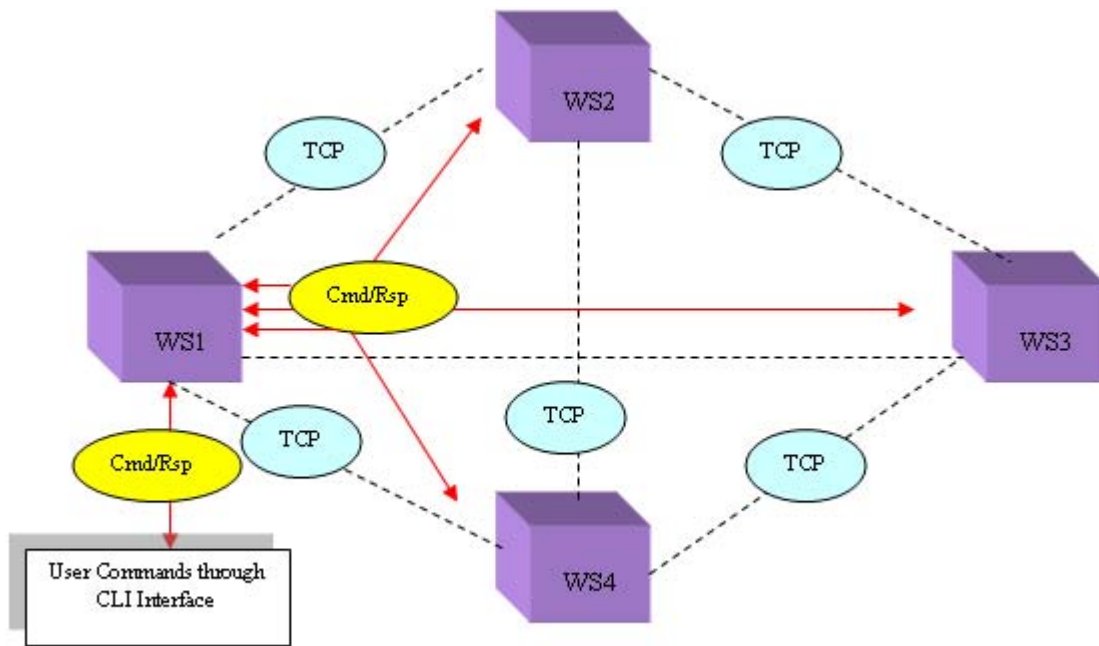 WS2
TCP
TCP
Cmd/Rsp
WS1
WS3
TCP
TCP
Cmd/Rsp
TCP
User Commands through
CLI Interface
WS4